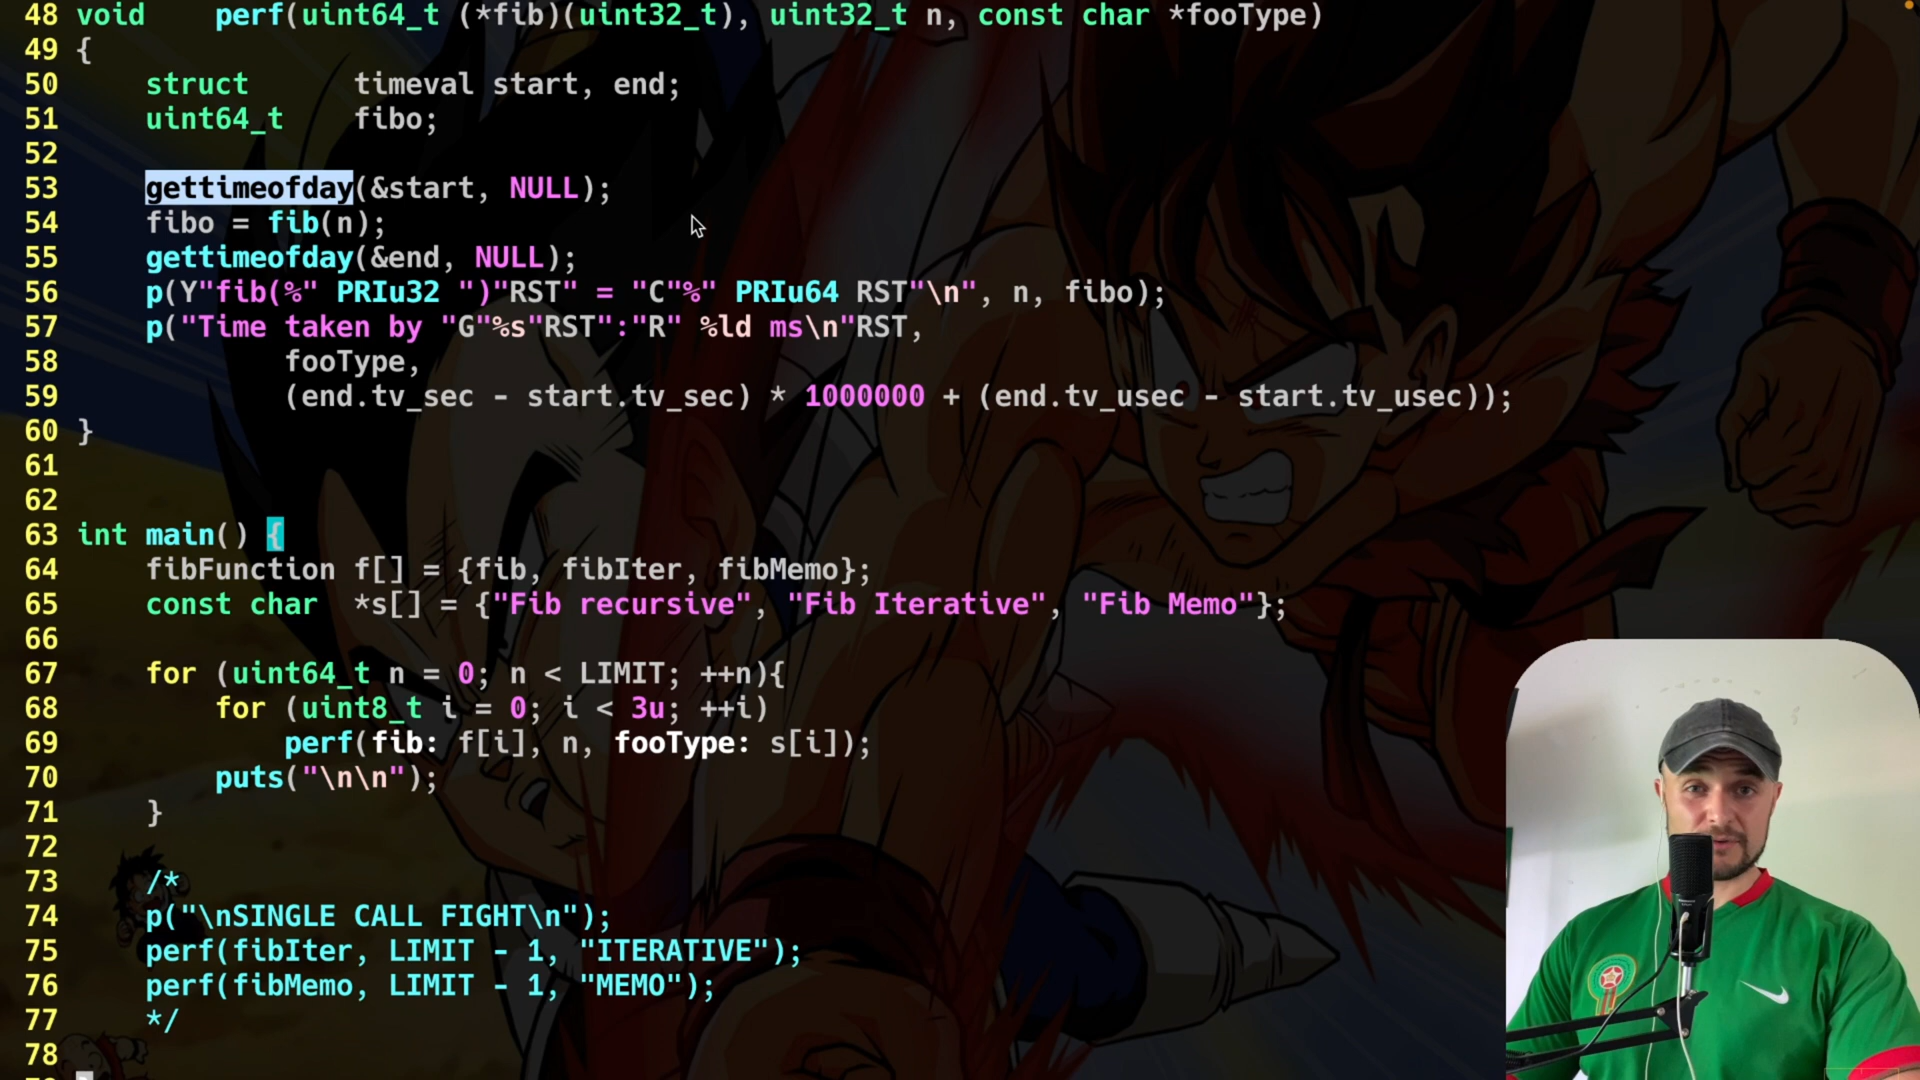 48 void    perf(uint64_t (*fib)(uint32_t), uint32_t n, const char *fooType)
49 {
50     struct      timeval start, end;
51     uint64_t    fibo;
52
53     gettimeofday(&start, NULL);
54     fibo = fib(n);
55     gettimeofday(&end, NULL);
56     p(Y"fib(%" PRIu32 ")"RST" = "C"%" PRIu64 RST"\n", n, fibo);
57     p("Time taken by "G"%s"RST":"R" %ld ms\n"RST,
58             fooType,
59             (end.tv_sec - start.tv_sec) * 1000000 + (end.tv_usec - start.tv_usec));
60 }
61
62
63 int main() {
64     fibFunction f[] = {fib, fibIter, fibMemo};
65     const char  *s[] = {"Fib recursive", "Fib Iterative", "Fib Memo"};
66
67     for (uint64_t n = 0; n < LIMIT; ++n){
68         for (uint8_t i = 0; i < 3u; ++i)
69             perf(fib: f[i], n, fooType: s[i]);
70         puts("\n\n");
71     }
72
73     /*
74     p("\nSINGLE CALL FIGHT\n");
75     perf(fibIter, LIMIT - 1, "ITERATIVE");
76     perf(fibMemo, LIMIT - 1, "MEMO");
77     */
78